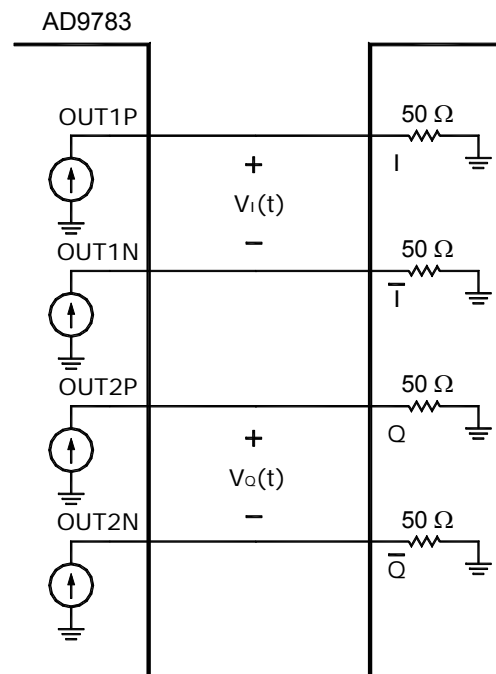 AD9783
OUT1P
50 Ω
I
+
VI(t)
−
OUT1N
50 Ω
I̅
OUT2P
50 Ω
Q
+
VQ(t)
−
OUT2N
50 Ω
Q̅